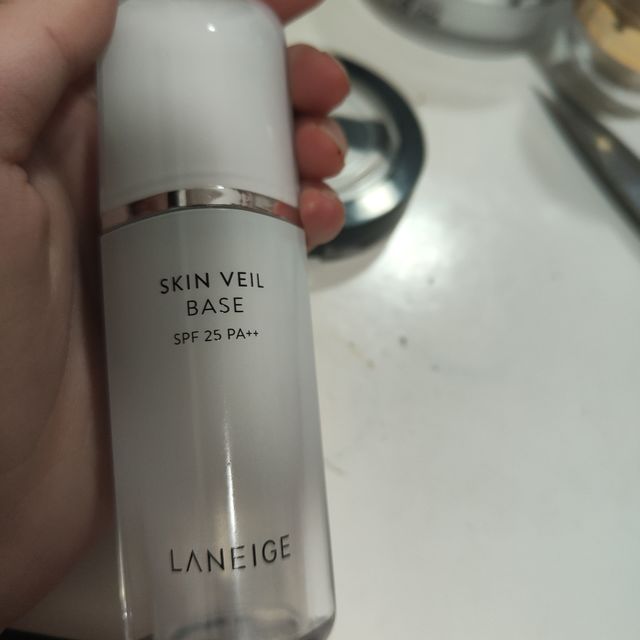 SKIN VEIL
BASE
SPF 25 PA++
LANEIGE